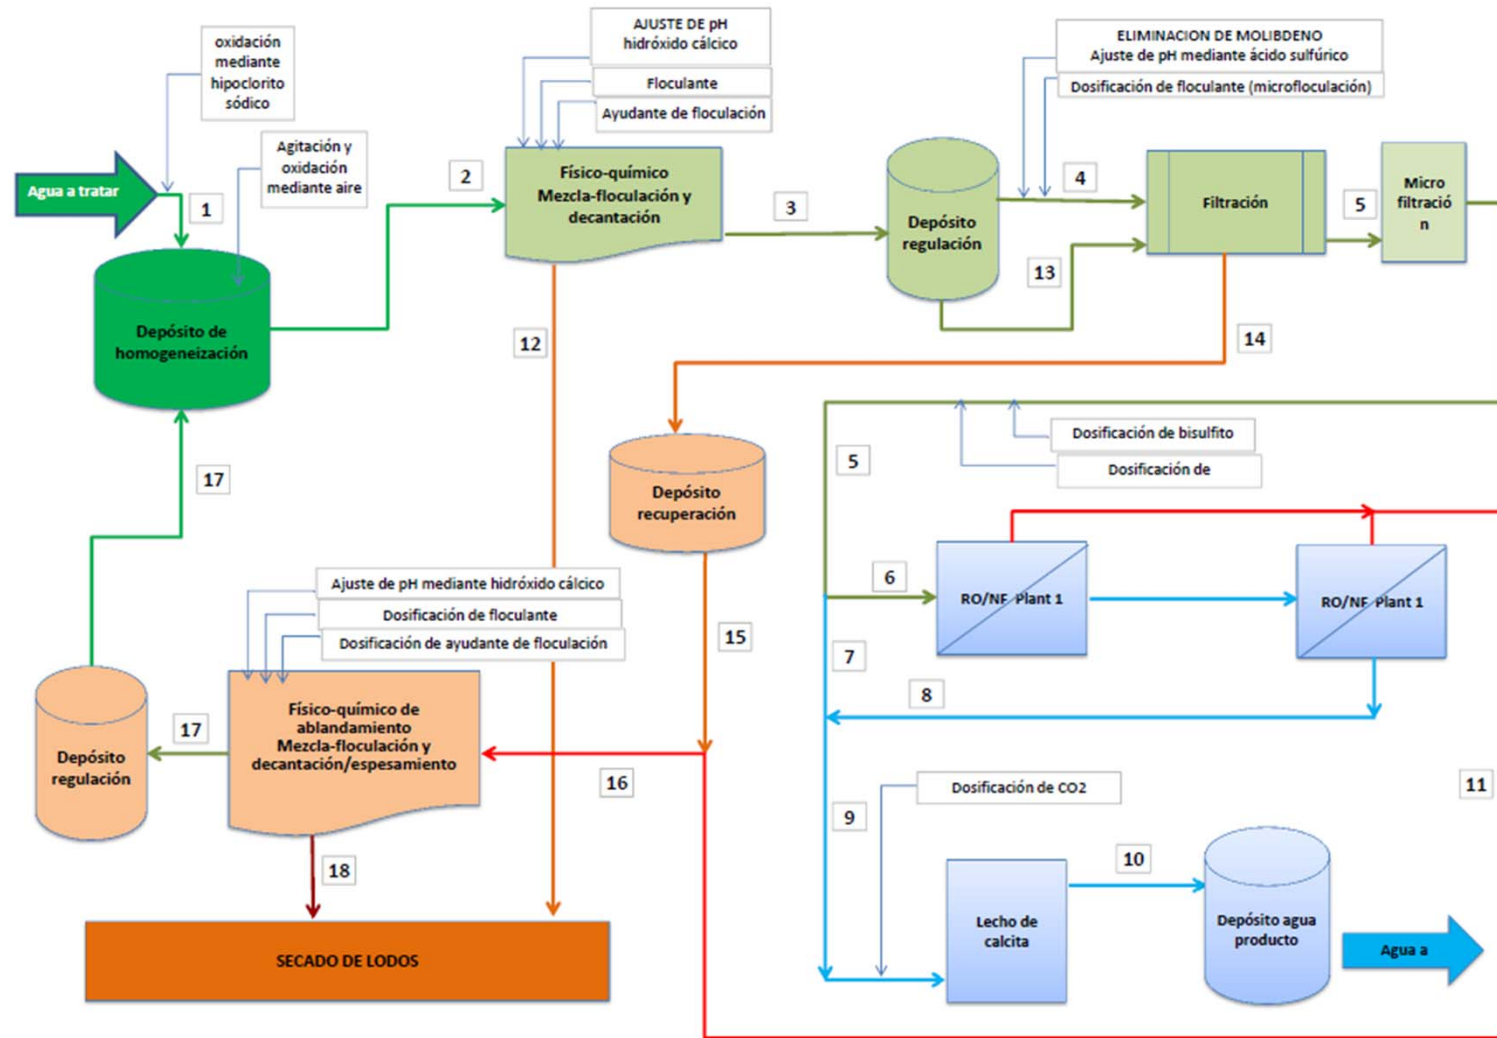 oxidación
mediante
hipoclorito
sódico
Agua a tratar
1
Agitación y
oxidación
mediante aire
Depósito de
homogeneización
2
AJUSTE DE pH
hidróxido cálcico
Floculante
Ayudante de floculación
Físico-químico
Mezcla-floculación y
decantación
3
Depósito
regulación
ELIMINACION DE MOLIBDENO
Ajuste de pH mediante ácido sulfúrico
Dosificación de floculante (microfloculación)
4
13
Filtración
5
Micro
filtració
n
12
14
Depósito
recuperación
Dosificación de bisulfito
Dosificación de
5
6
RO/NF Plant 1
RO/NF Plant 1
7
8
17
Ajuste de pH mediante hidróxido cálcico
Dosificación de floculante
Dosificación de ayudante de floculación
15
Depósito
regulación
17
Físico-químico de
ablandamiento
Mezcla-floculación y
decantación/espesamiento
16
18
SECADO DE LODOS
9
Dosificación de CO2
11
Lecho de
calcita
10
Depósito agua
producto
Agua a